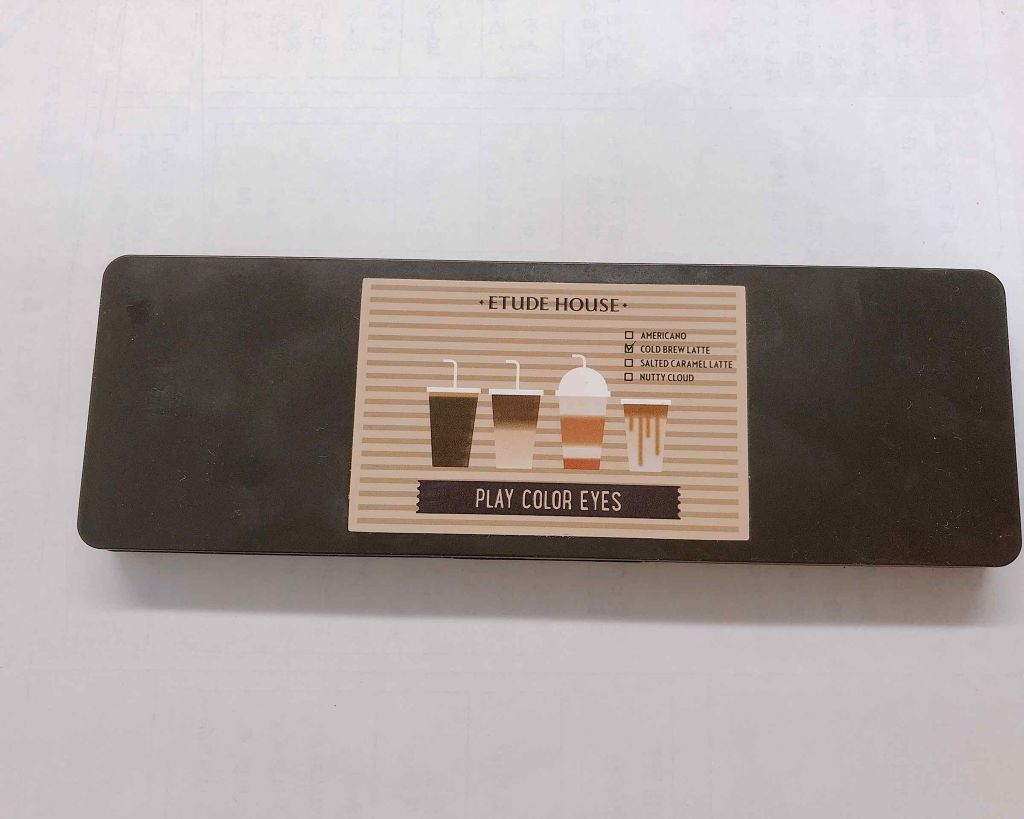 ETUDE HOUSE
AMERICANO
COLD BREW LATTE
SALTED CARAMEL LATTE
NUTTY CLOUD
PLAY COLOR EYES